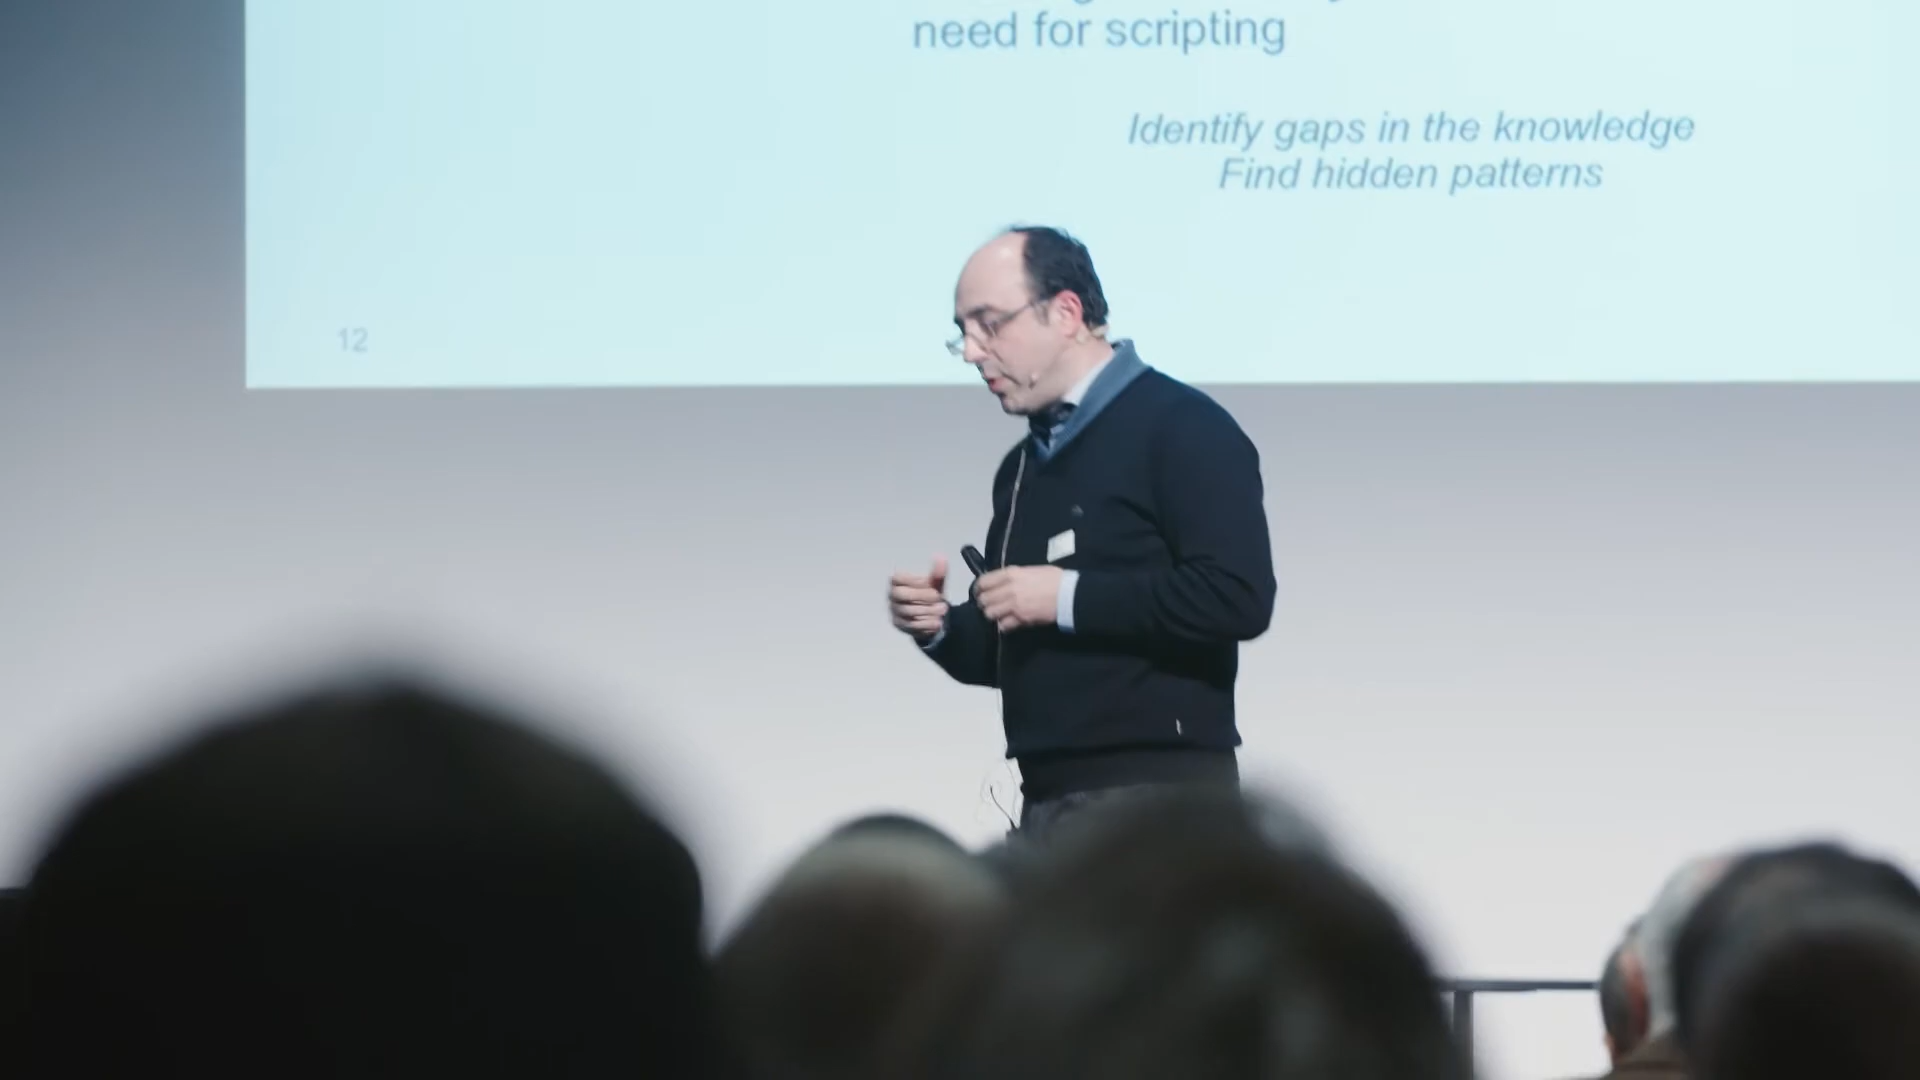 need for scripting
Identify gaps in the knowledge
Find hidden patterns
12